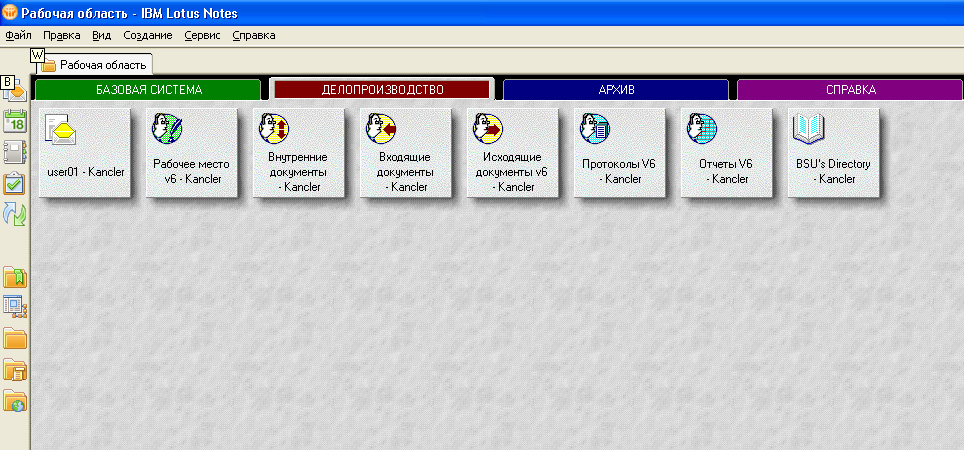 Рабочая область - IBM Lotus Notes
Файл Правка Вид Создание Сервис Справка
W
Рабочая область
B
БАЗОВАЯ СИСТЕМА ДЕЛОПРОИЗВОДСТВО АРХИВ СПРАВКА
18
user01 - Kancler
Рабочее место
v6 - Kancler
Внутренние
документы
- Kancler
Входящие
документы
- Kancler
Исходящие
документы v6
- Kancler
Протоколы V6
- Kancler
Отчеты V6
- Kancler
BSU's Directory
- Kancler